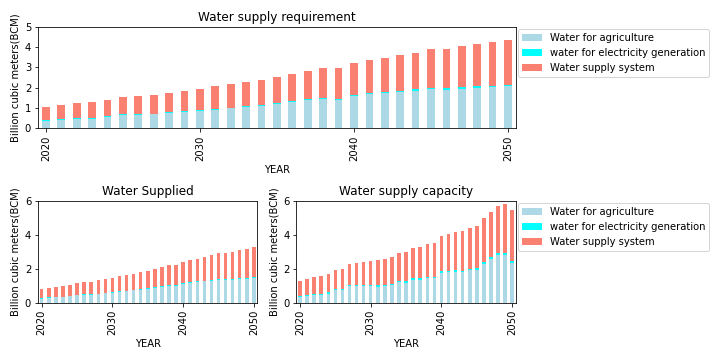 Water supply requirement
Billion cubic meters(BCM)
5
4
3
2
1
0
2020
2030
2040
2050
YEAR
Water for agriculture
water for electricity generation
Water supply system
Water Supplied
Billion cubic meters(BCM)
6
4
2
0
2020
2030
2040
2050
YEAR
Water supply capacity
Billion cubic meters(BCM)
6
4
2
0
2020
2030
2040
2050
YEAR
Water for agriculture
water for electricity generation
Water supply system